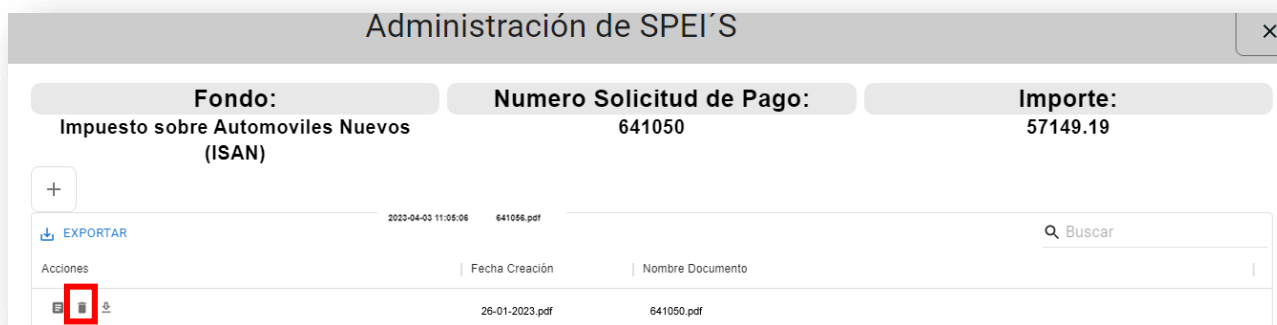 Administración de SPEI´S
Fondo: Numero Solicitud de Pago: Importe:
Impuesto sobre Automoviles Nuevos (ISAN) 641050 57149.19
2023-04-03 11:05:06 641056.pdf
EXPORTAR Buscar
Acciones Fecha Creación Nombre Documento
26-01-2023.pdf 641050.pdf